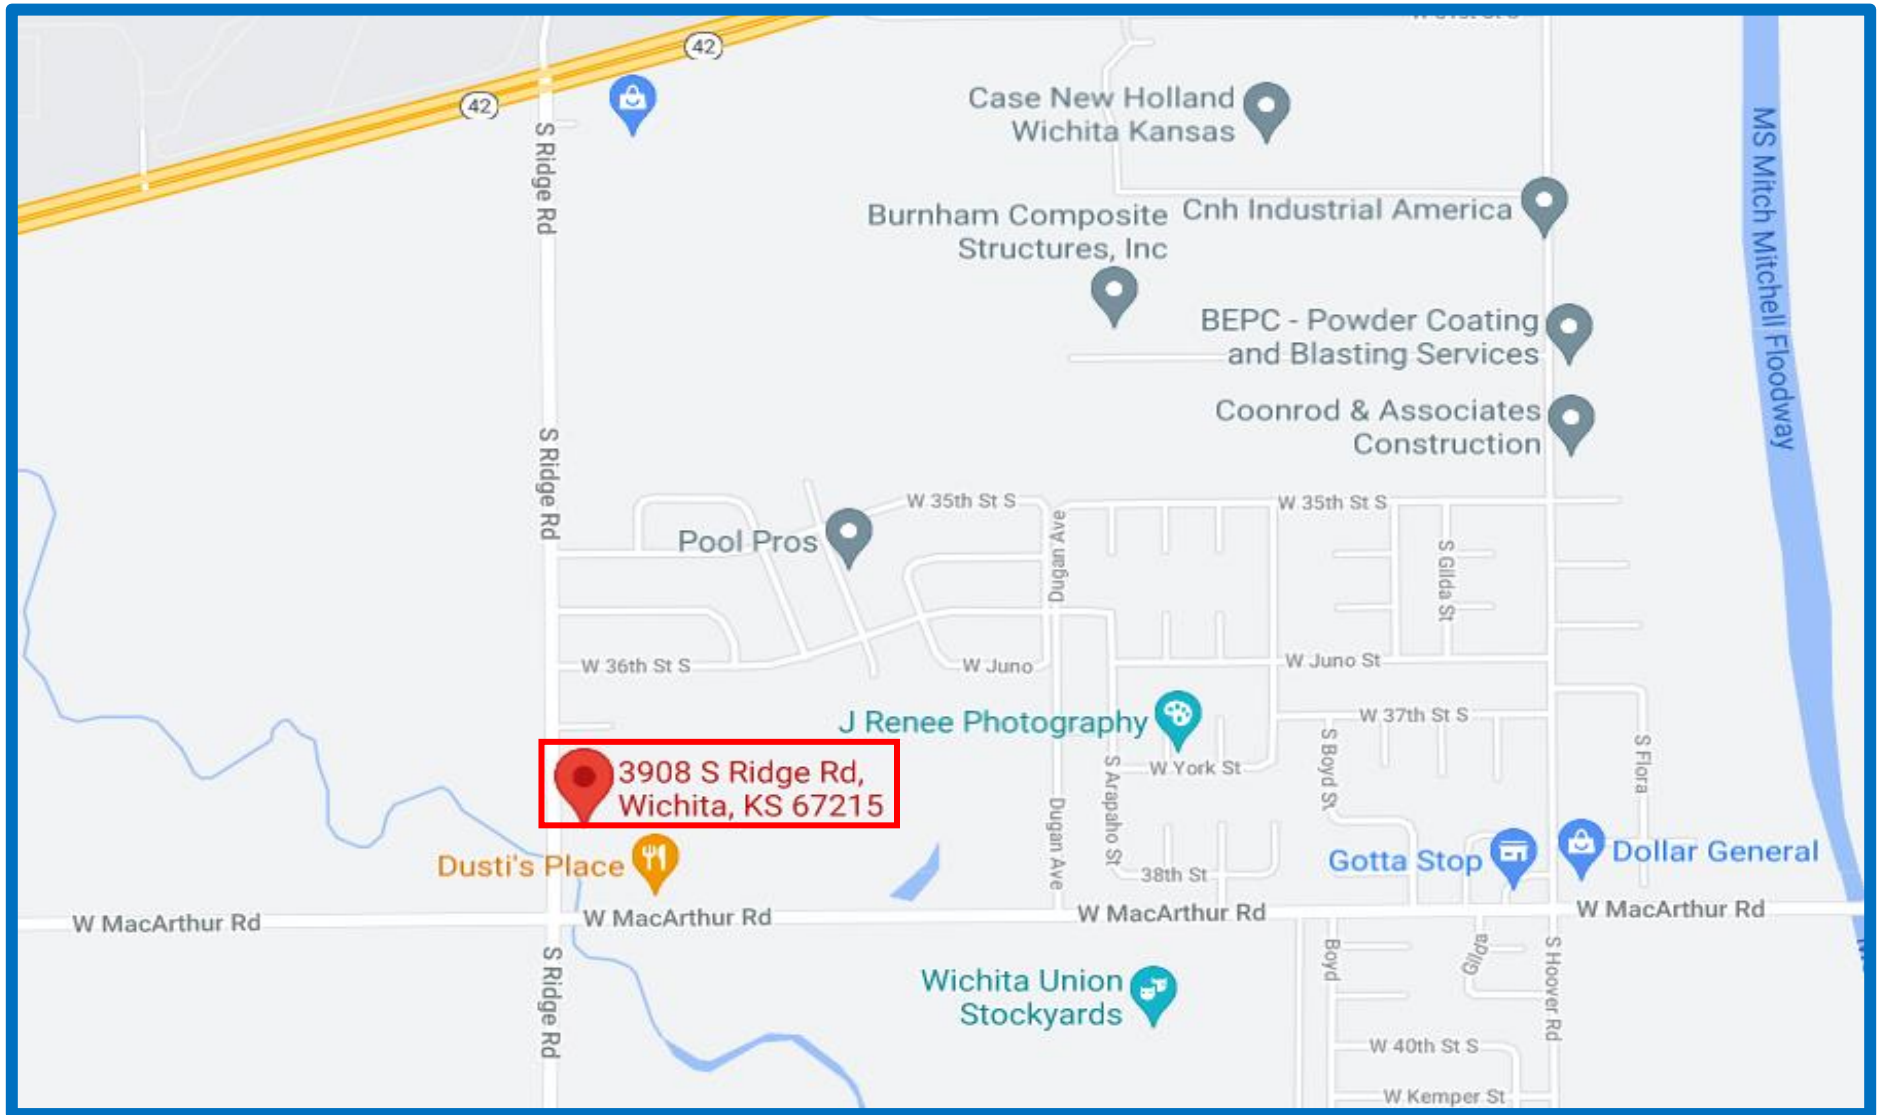 42
42
S Ridge Rd
Case New Holland
Wichita Kansas
Burnham Composite
Structures, Inc
Cnh Industrial America
MS Mitch Mitchell Floodway
BEPC - Powder Coating
and Blasting Services
Coonrod & Associates
Construction
S Ridge Rd
W 35th St S
W 35th St S
Pool Pros
Dugan Ave
S Gilda St
W 36th St S
W Juno
W Juno St
J Renee Photography
W 37th St S
S Boyd St
S Flora
W York St
S Arapaho St
3908 S Ridge Rd,
Wichita, KS 67215
Dugan Ave
Dusti's Place
38th St
Gotta Stop
Dollar General
W MacArthur Rd
W MacArthur Rd
W MacArthur Rd
W MacArthur Rd
S Ridge Rd
Boyd
Gilda
S Hoover Rd
Wichita Union
Stockyards
W 40th St S
W Kemper St